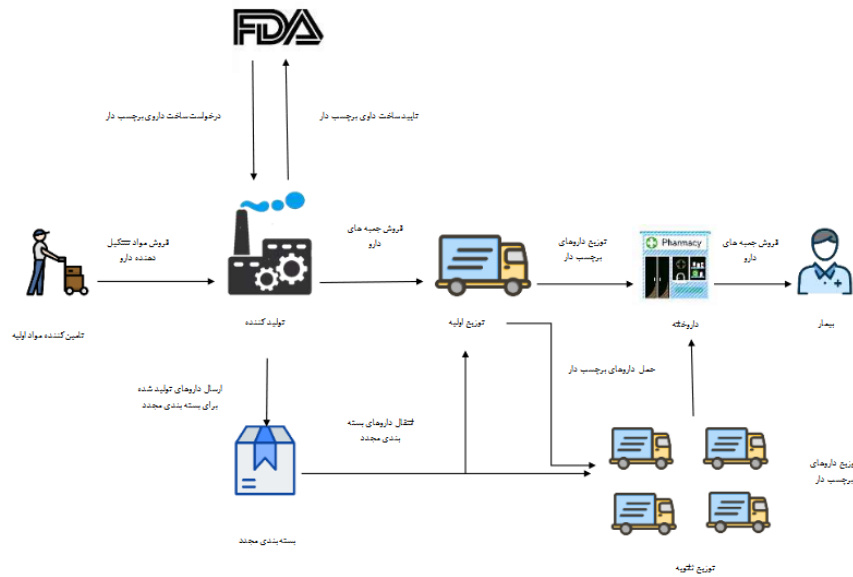 FDA
درخواست ساخت داروی برچسب دار
تایید ساخت داوی برچسب دار
فروش مواد تشکیل
دهنده دارو
فروش جمبه های
دارو
توزیع داروهای
برچسب دار
Pharmacy
فروش جمبه های
دارو
تامین کننده مواد اولیه
تولید کننده
توزیع اولیه
داروخانه
بیمار
ارسال داروهای تولید شده
برای بسته بندی مجدد
انتقال داروهای بسته
بندی مجدد
حمل داروهای برچسب دار
توزیع داروهای
برچسب دار
بسته بندی مجدد
توزیع ثانویه